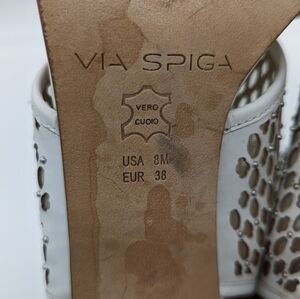 VIA SPIGA
VERO
CUOIO
USA 8M
EUR 38